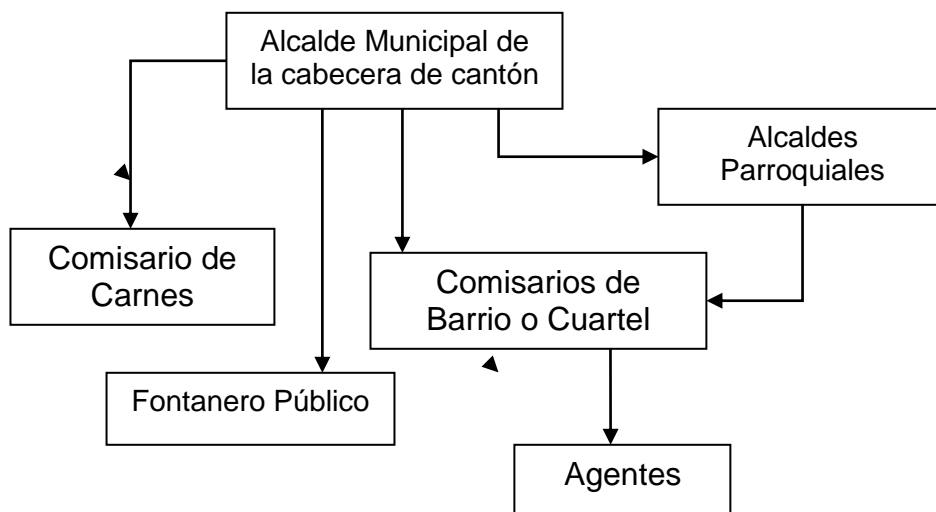 Alcalde Municipal de
la cabecera de cantón
Alcaldes
Parroquiales
Comisario de
Carnes
Comisarios de
Barrio o Cuartel
Fontanero Público
Agentes